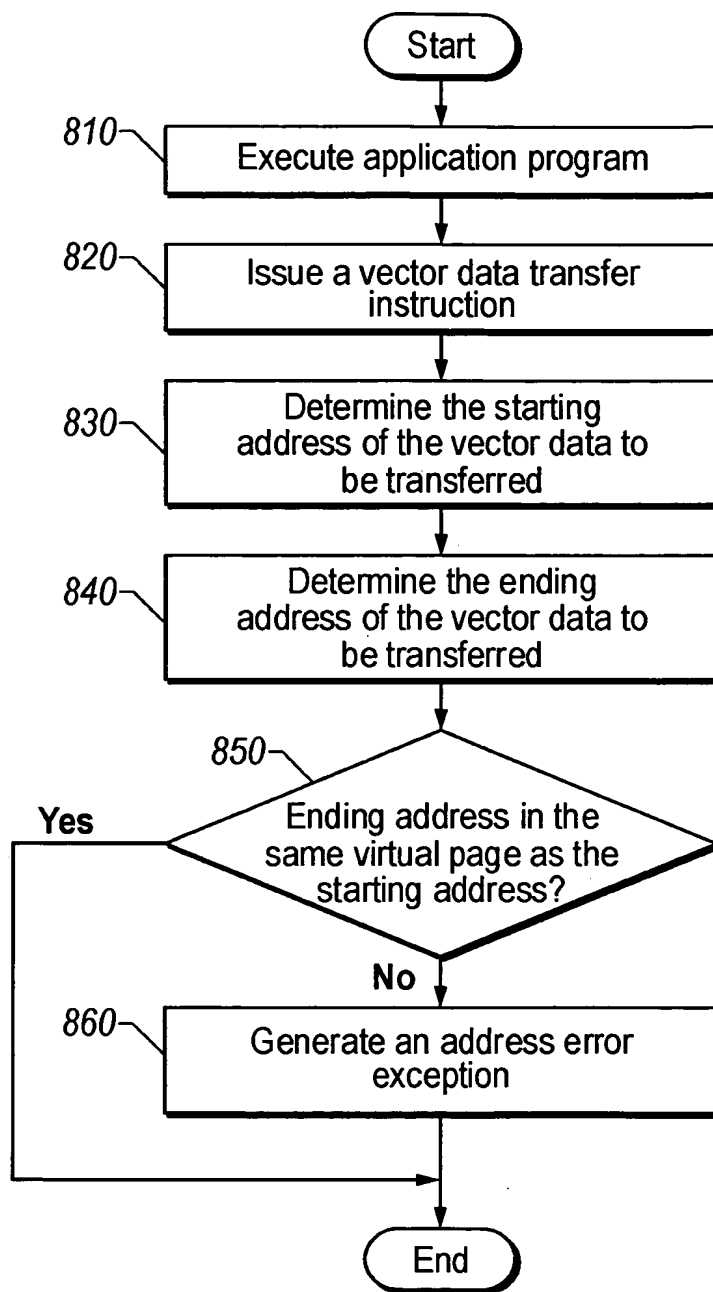 Start
810
Execute application program
820
Issue a vector data transfer
instruction
830
Determine the starting
address of the vector data to
be transferred
840
Determine the ending
address of the vector data to
be transferred
850
Yes
Ending address in the
same virtual page as the
starting address?
No
860
Generate an address error
exception
End